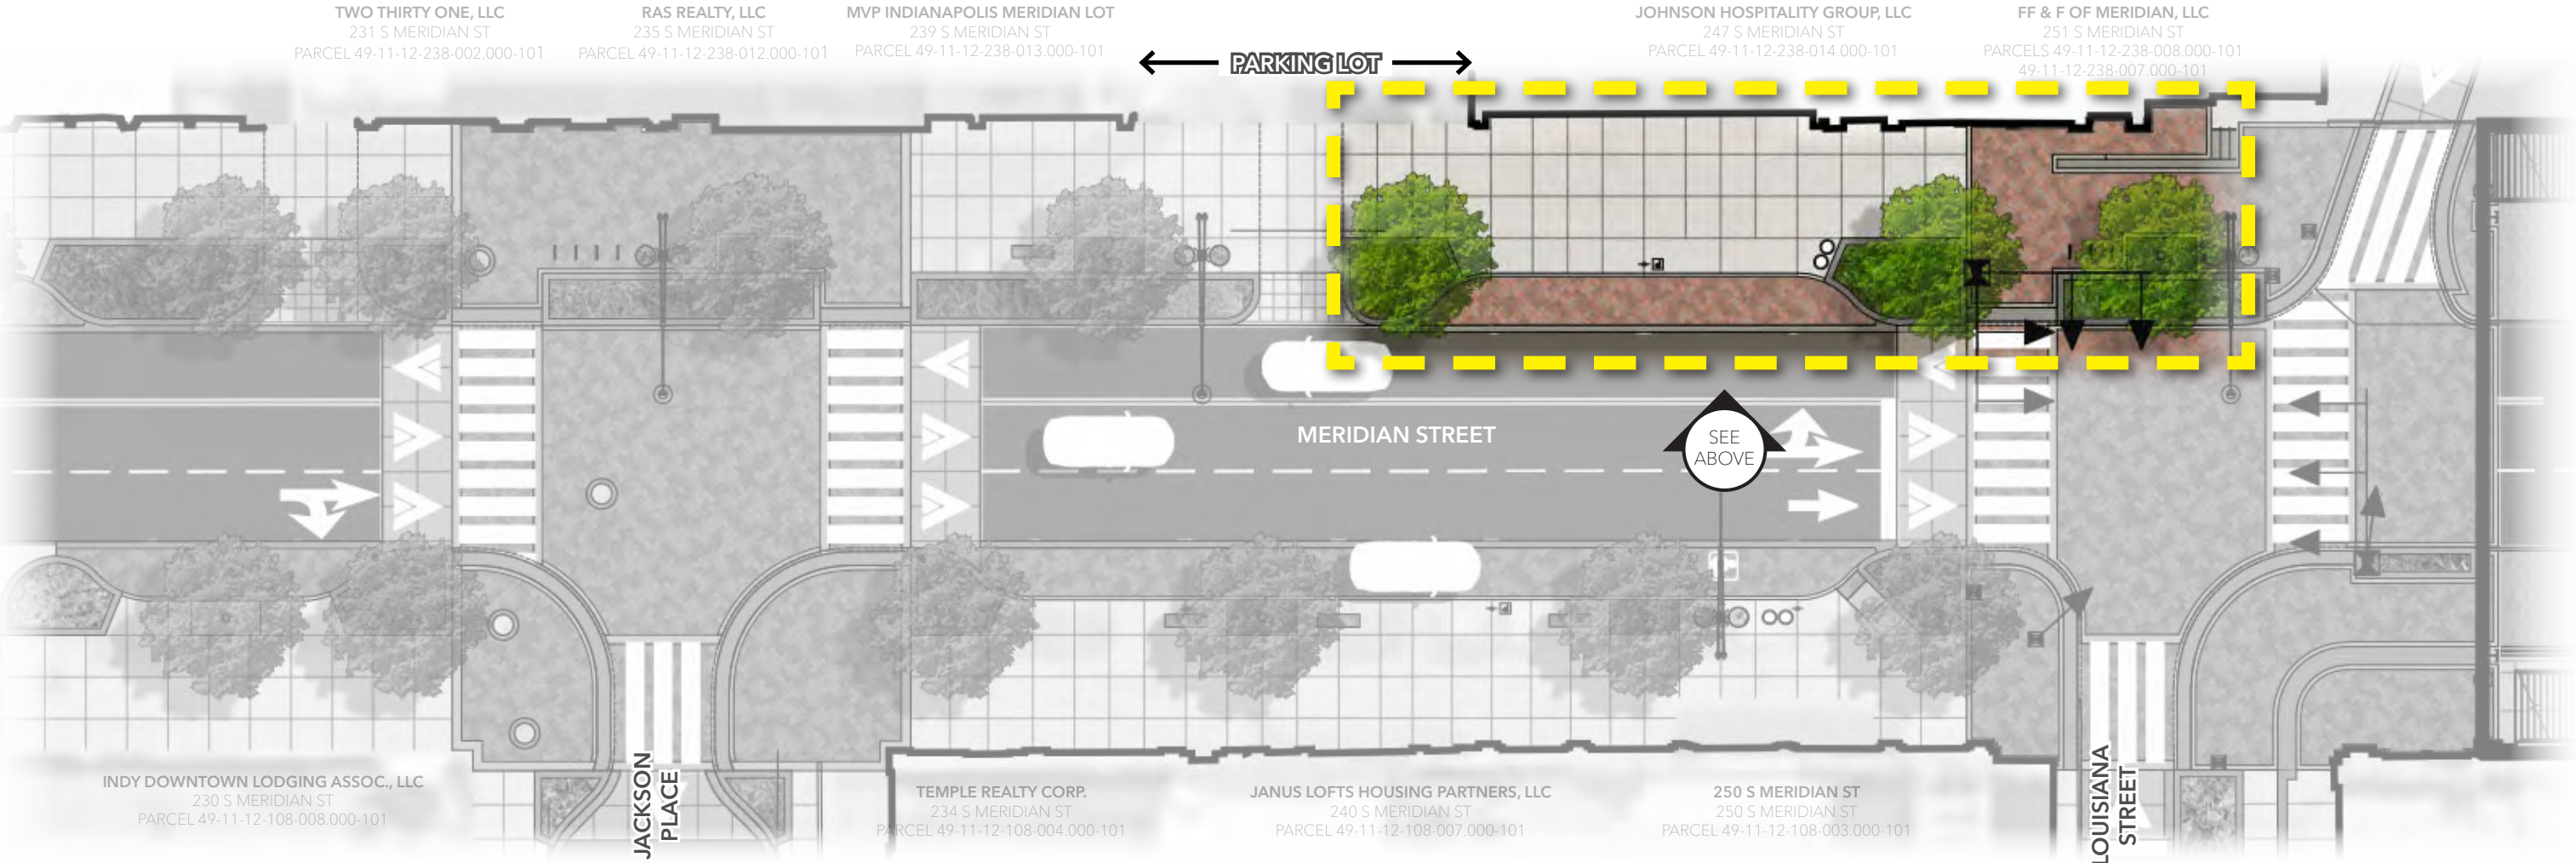 TWO THIRTY ONE, LLC
231 S MERIDIAN ST
PARCEL 49-11-12-238-002.000-101
RAS REALTY, LLC
235 S MERIDIAN ST
PARCEL 49-11-12-238-012.000-101
MVP INDIANAPOLIS MERIDIAN LOT
239 S MERIDIAN ST
PARCEL 49-11-12-238-013.000-101
JOHNSON HOSPITALITY GROUP, LLC
247 S MERIDIAN ST
PARCEL 49-11-12-238-014.000-101
FF & F OF MERIDIAN, LLC
251 S MERIDIAN ST
PARCELS 49-11-12-238-008.000-101
49-11-12-238-007.000-101
PARKING LOT
MERIDIAN STREET
SEE
ABOVE
INDY DOWNTOWN LODGING ASSOC., LLC
230 S MERIDIAN ST
PARCEL 49-11-12-108-008.000-101
JACKSON
PLACE
TEMPLE REALTY CORP.
234 S MERIDIAN ST
PARCEL 49-11-12-108-004.000-101
JANUS LOFTS HOUSING PARTNERS, LLC
240 S MERIDIAN ST
PARCEL 49-11-12-108-007.000-101
250 S MERIDIAN ST
250 S MERIDIAN ST
PARCEL 49-11-12-108-003.000-101
LOUISIANA
STREET